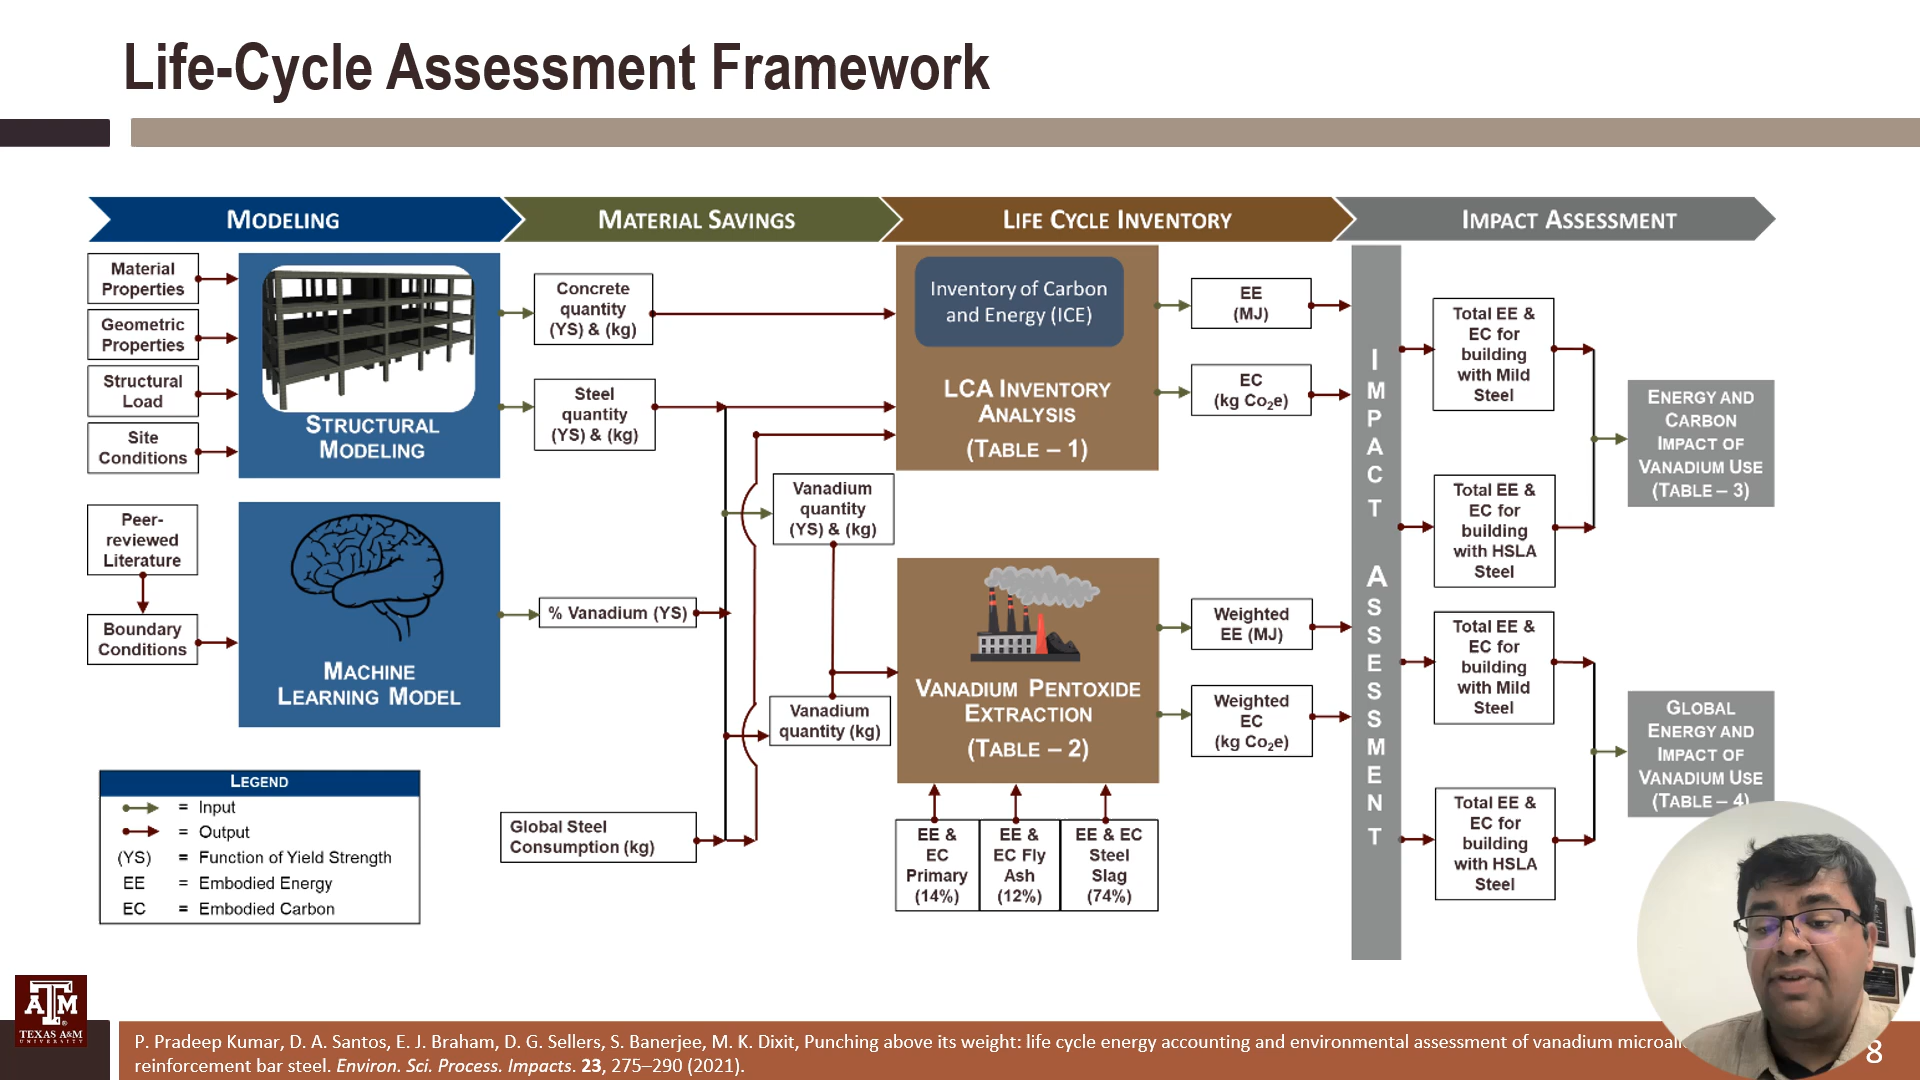 Life-Cycle Assessment Framework
MODELING
MATERIAL SAVINGS
LIFE CYCLE INVENTORY
IMPACT ASSESSMENT
Material
Properties
Geometric
Properties
Structural
Load
Site
Conditions
STRUCTURAL
MODELING
Peer-
reviewed
Literature
Boundary
Conditions
MACHINE
LEARNING MODEL
LEGEND
= Input
= Output
(YS) = Function of Yield Strength
EE = Embodied Energy
EC = Embodied Carbon
Concrete
quantity
(YS) & (kg)
Steel
quantity
(YS) & (kg)
Vanadium
quantity
(YS) & (kg)
% Vanadium (YS)
Vanadium
quantity (kg)
Global Steel
Consumption (kg)
Inventory of Carbon
and Energy (ICE)
LCA INVENTORY
ANALYSIS
(TABLE – 1)
VANADIUM PENTOXIDE
EXTRACTION
(TABLE – 2)
EE &
EC
Primary
(14%)
EE &
EC Fly
Ash
(12%)
EE & EC
Steel
Slag
(74%)
EE
(MJ)
EC
(kg Co₂e)
Weighted
EE (MJ)
Weighted
EC
(kg Co₂e)
IMPACT ASSESSMENT
Total EE &
EC for
building
with Mild
Steel
Total EE &
EC for
building
with HSLA
Steel
Total EE &
EC for
building
with Mild
Steel
Total EE &
EC for
building
with HSLA
Steel
ENERGY AND
CARBON
IMPACT OF
VANADIUM USE
(TABLE – 3)
GLOBAL
ENERGY AND
IMPACT OF
VANADIUM USE
(TABLE – 4)
ATM
TEXAS A&M
UNIVERSITY
P. Pradeep Kumar, D. A. Santos, E. J. Braham, D. G. Sellers, S. Banerjee, M. K. Dixit, Punching above its weight: life cycle energy accounting and environmental assessment of vanadium
reinforcement bar steel. Environ. Sci. Process. Impacts. 23, 275–290 (2021).
8